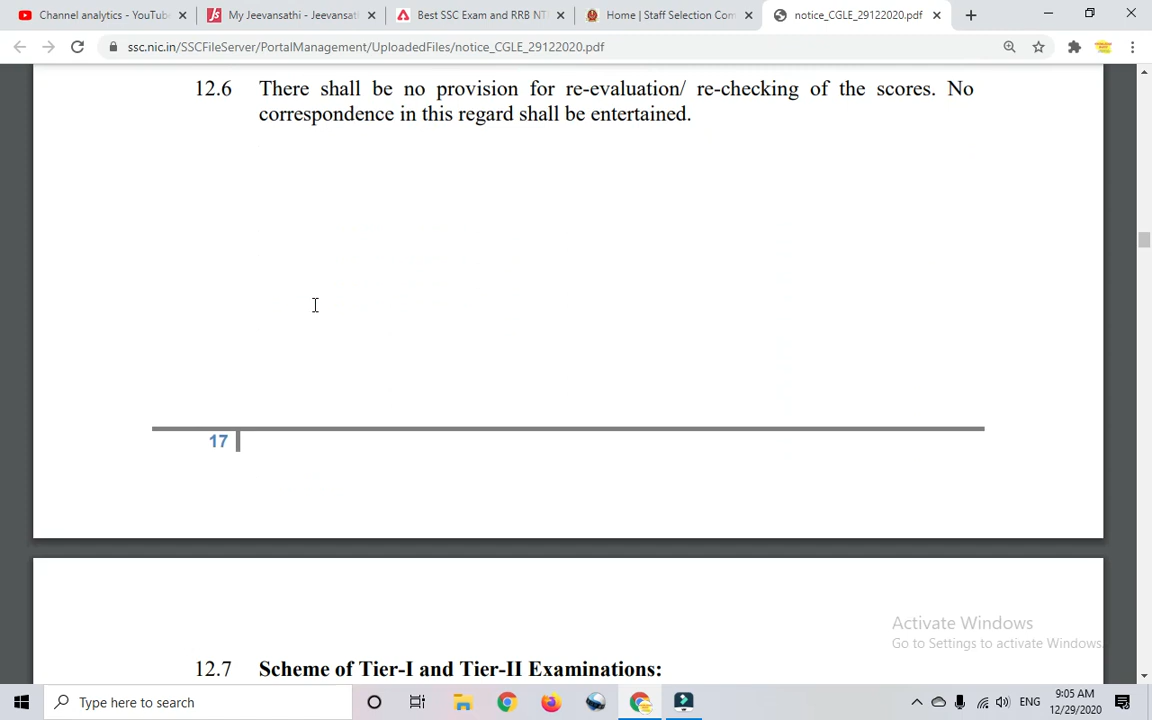 Channel analytics - YouTube
My Jeevansathi - Jeevansathi
Best SSC Exam and RRB NT
Home | Staff Selection Com
notice_CGLE_29122020.pdf
ssc.nic.in/SSCFileServer/PortalManagement/UploadedFiles/notice_CGLE_29122020.pdf
12.6 There shall be no provision for re-evaluation/ re-checking of the scores. No
correspondence in this regard shall be entertained.
17
12.7 Scheme of Tier-I and Tier-II Examinations:
Activate Windows
Go to Settings to activate Windows.
Type here to search
ENG
9:05 AM
12/29/2020